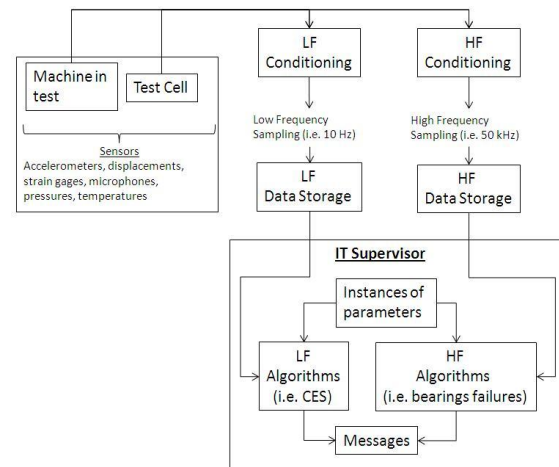 Machine in
test
Test Cell
Sensors
Accelerometers, displacements,
strain gages, microphones,
pressures, temperatures
LF
Conditioning
HF
Conditioning
Low Frequency
Sampling (i.e. 10 Hz)
High Frequency
Sampling (i.e. 50 kHz)
LF
Data Storage
HF
Data Storage
IT Supervisor
Instances of
parameters
LF
Algorithms
(i.e. CES)
HF
Algorithms
(i.e. bearings failures)
Messages